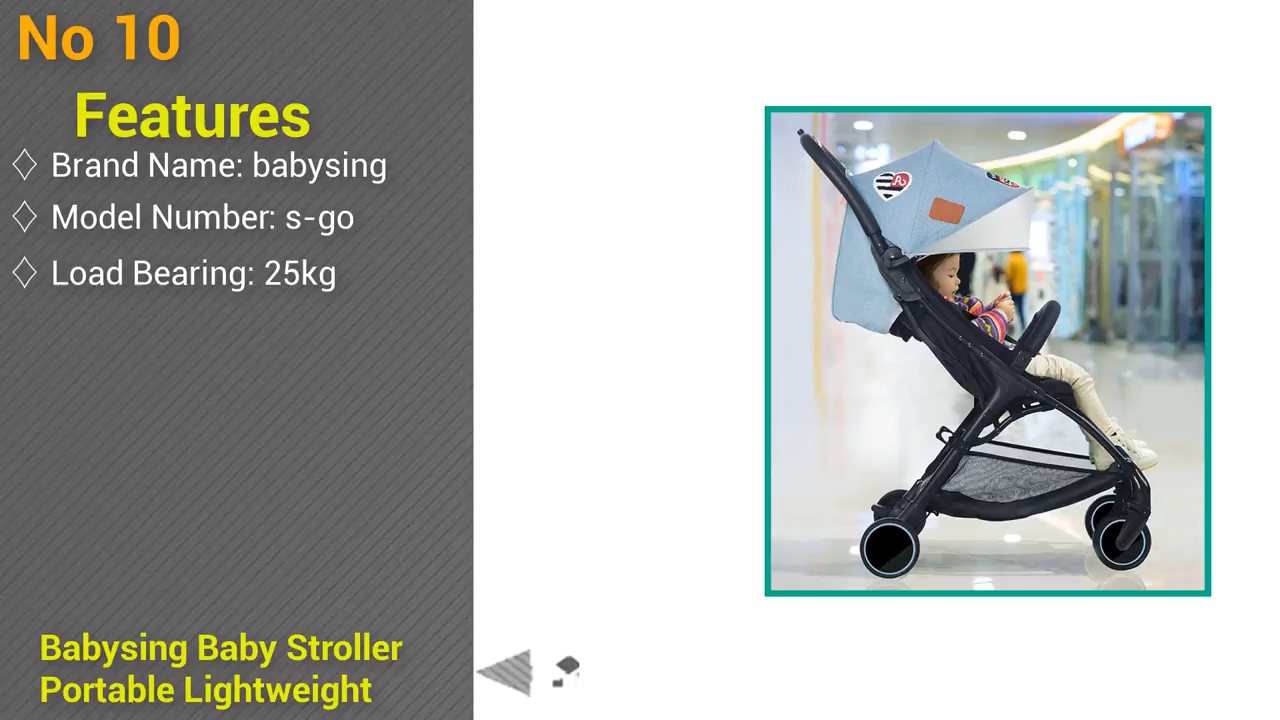 No 10
Features
Brand Name: babysing
Model Number: s-go
Load Bearing: 25kg
Babysing Baby Stroller
Portable Lightweight